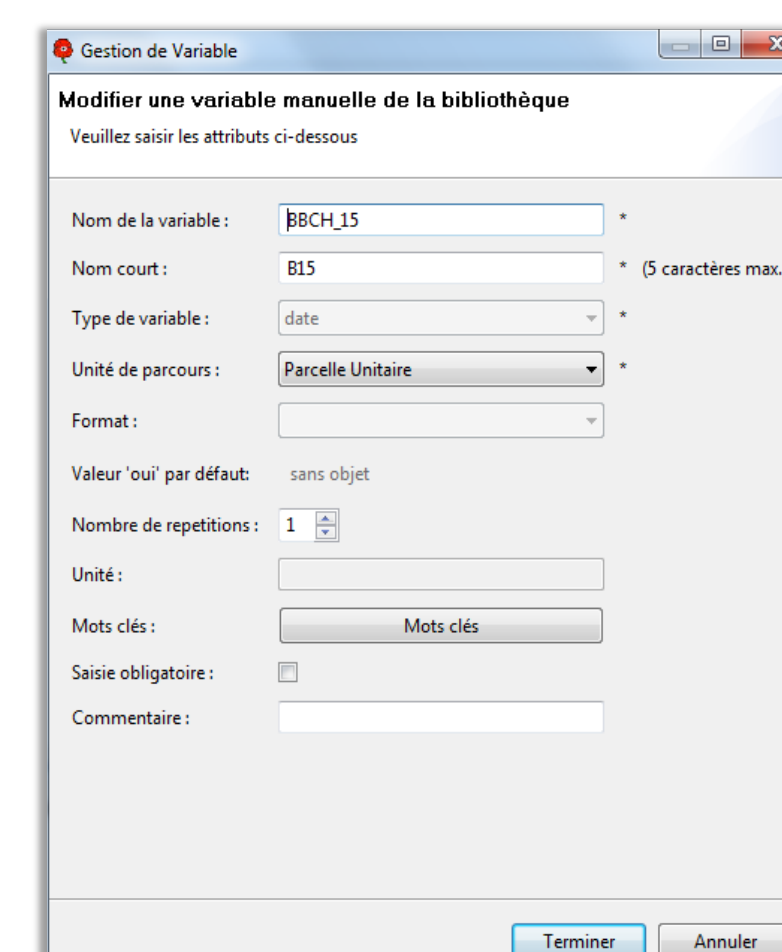 Gestion de Variable
Modifier une variable manuelle de la bibliothèque
Veuillez saisir les attributs ci-dessous
Nom de la variable : BBCH_15 *
Nom court : B15 * (5 caractères max.
Type de variable : date *
Unité de parcours : Parcelle Unitaire *
Format :
Valeur 'oui' par défaut: sans objet
Nombre de repetitions : 1
Unité :
Mots clés : Mots clés
Saisie obligatoire :
Commentaire :
Terminer Annuler